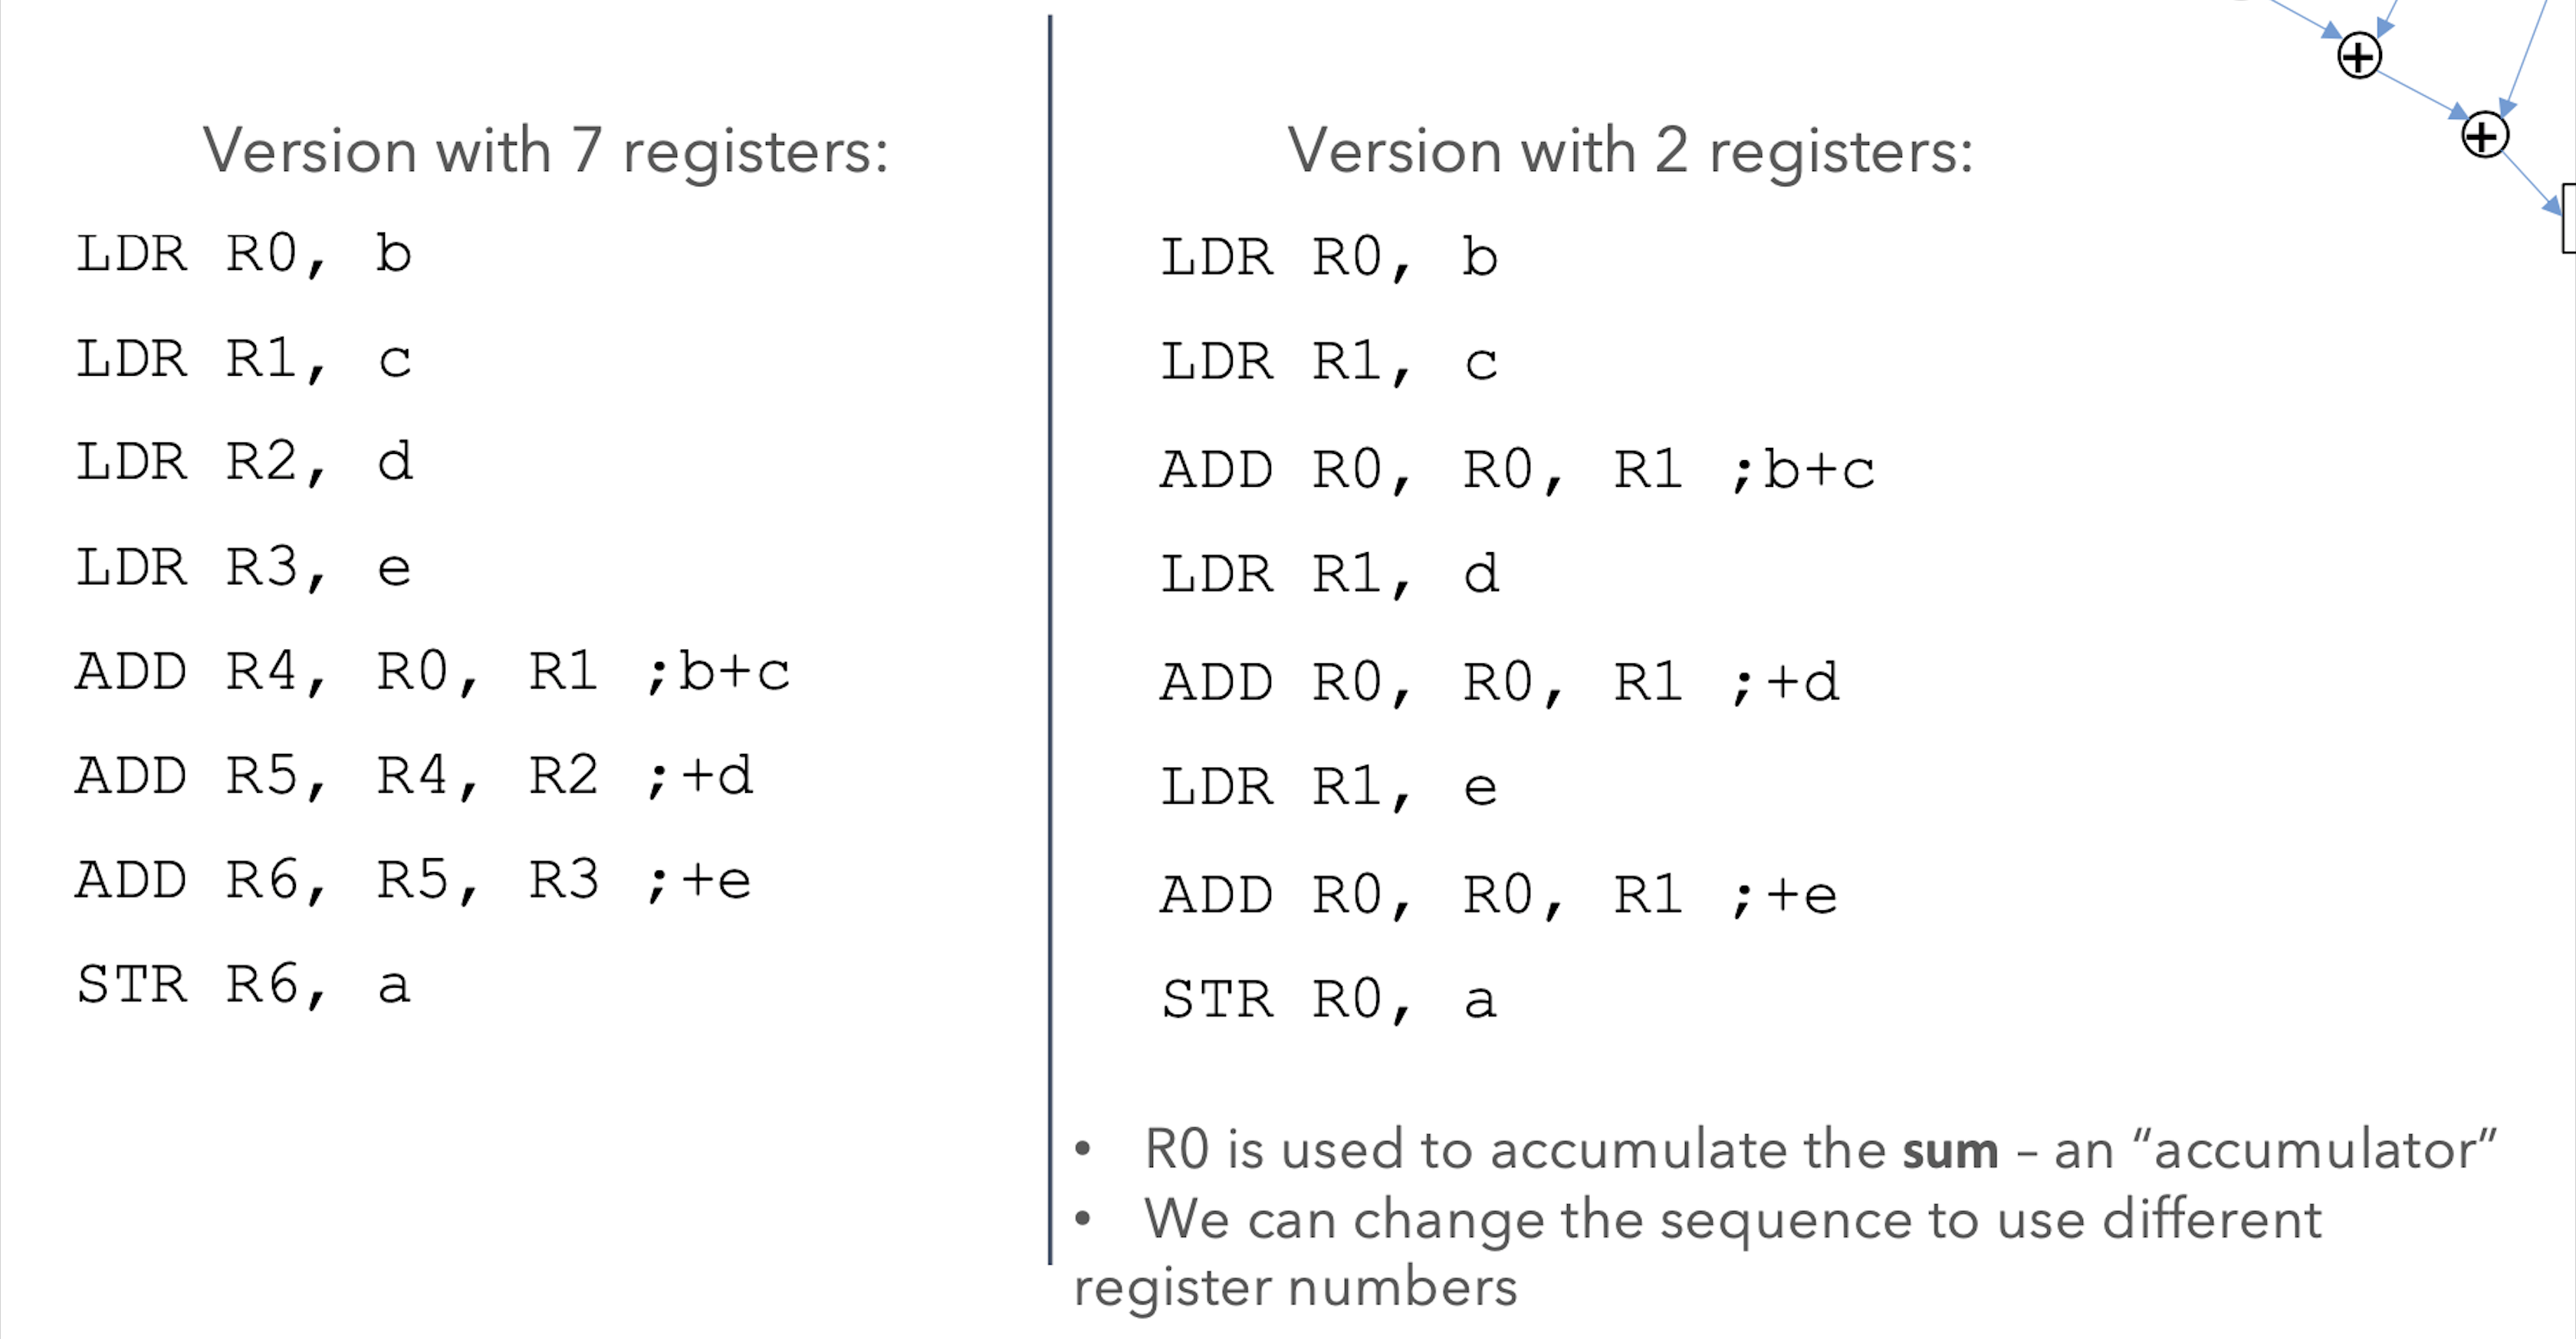 Version with 7 registers:
LDR R0, b
LDR R1, c
LDR R2, d
LDR R3, e
ADD R4, R0, R1 ;b+c
ADD R5, R4, R2 ;+d
ADD R6, R5, R3 ;+e
STR R6, a
Version with 2 registers:
LDR R0, b
LDR R1, c
ADD R0, R0, R1 ;b+c
LDR R1, d
ADD R0, R0, R1 ;+d
LDR R1, e
ADD R0, R0, R1 ;+e
STR R0, a
• R0 is used to accumulate the sum – an “accumulator”
• We can change the sequence to use different
register numbers